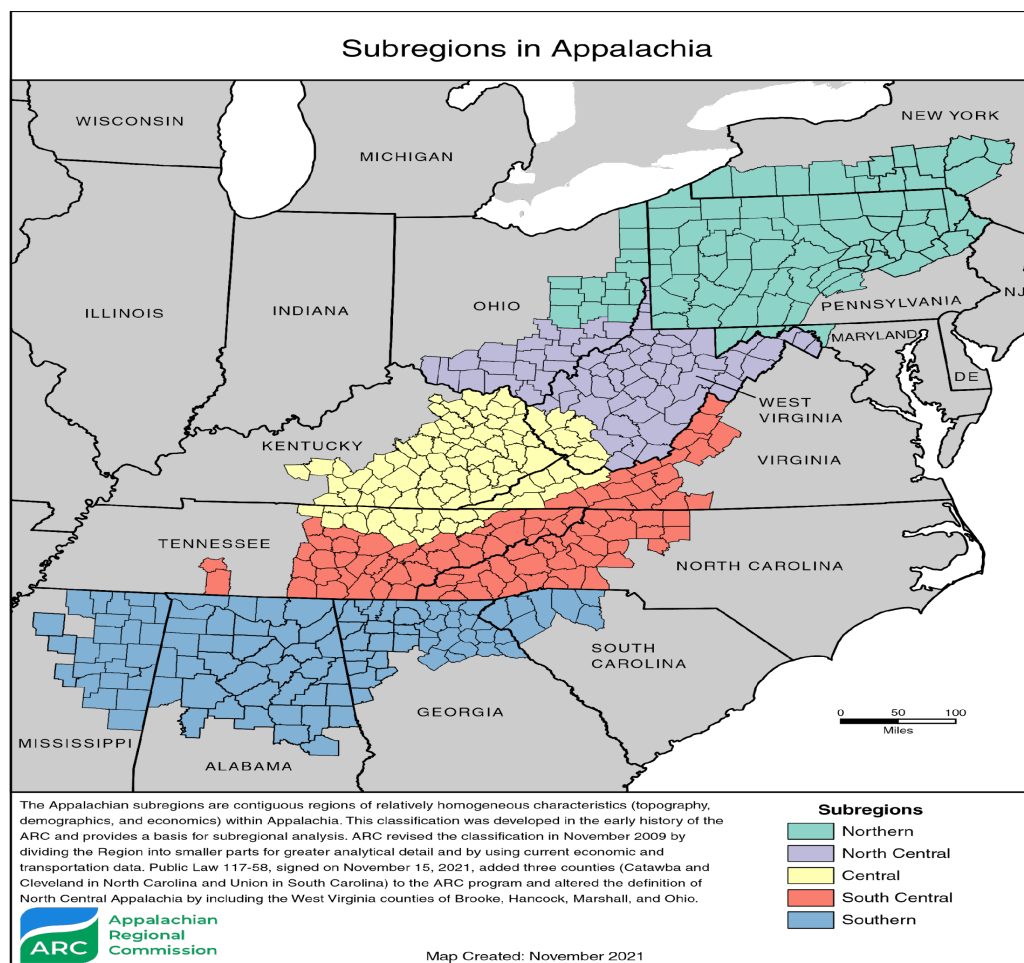 Subregions in Appalachia
NEW YORK
WISCONSIN
MICHIGAN
PENNSYLVANIA
NJ
ILLINOIS
INDIANA
OHIO
MARYLAND
DE
WEST
VIRGINIA
KENTUCKY
VIRGINIA
TENNESSEE
NORTH CAROLINA
SOUTH
CAROLINA
GEORGIA
0 50 100
Miles
MISSISSIPPI
ALABAMA
The Appalachian subregions are contiguous regions of relatively homogeneous characteristics (topography,
demographics, and economics) within Appalachia. This classification was developed in the early history of the
ARC and provides a basis for subregional analysis. ARC revised the classification in November 2009 by
dividing the Region into smaller parts for greater analytical detail and by using current economic and
transportation data. Public Law 117-58, signed on November 15, 2021, added three counties (Catawba and
Cleveland in North Carolina and Union in South Carolina) to the ARC program and altered the definition of
North Central Appalachia by including the West Virginia counties of Brooke, Hancock, Marshall, and Ohio.
Subregions
Northern
North Central
Central
South Central
Southern
ARC
Appalachian
Regional
Commission
Map Created: November 2021